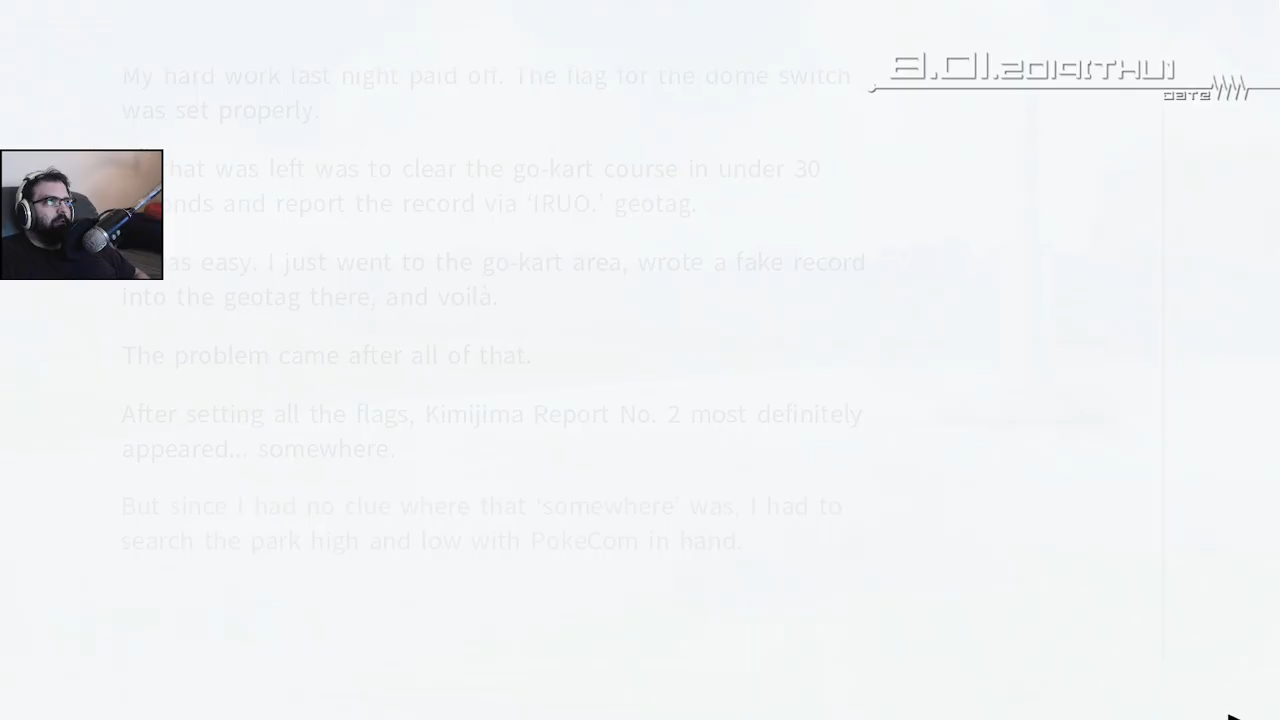 8.01.2019(THU)
DATE
My hard work last night paid off. The flag for the dome switch
was set properly.
hat was left was to clear the go-kart course in under 30
nds and report the record via ‘IRUO.’ geotag.
as easy. I just went to the go-kart area, wrote a fake record
into the geotag there, and voilà.
The problem came after all of that.
After setting all the flags, Kimijima Report No. 2 most definitely
appeared... somewhere.
But since I had no clue where that ‘somewhere’ was, I had to
search the park high and low with PokeCom in hand.